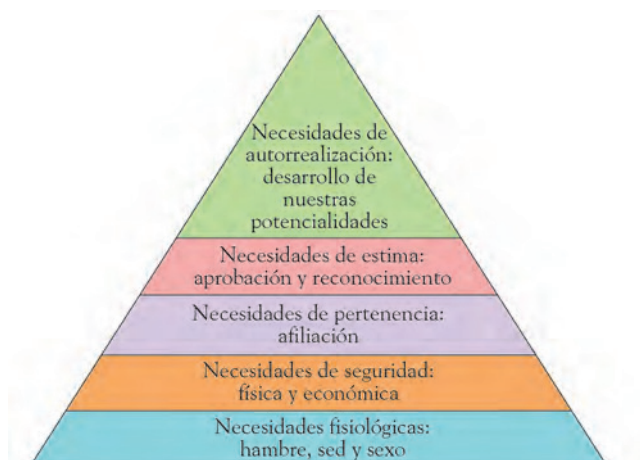 Necesidades de
autorrealización:
desarrollo de
nuestras
potencialidades
Necesidades de estima:
aprobación y reconocimiento
Necesidades de pertenencia:
afiliación
Necesidades de seguridad:
física y económica
Necesidades fisiológicas:
hambre, sed y sexo